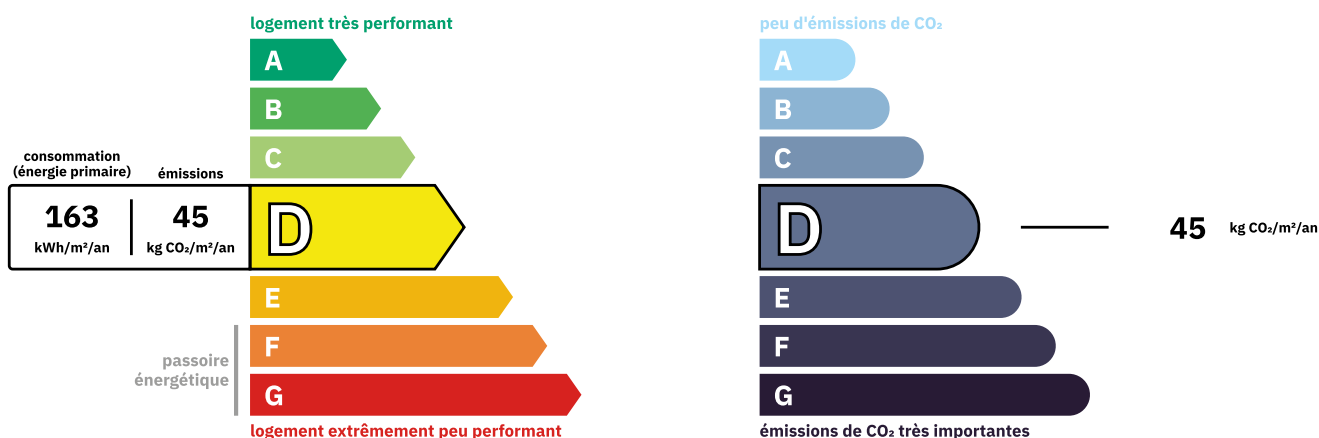 logement très performant
A
B
C
consommation
(énergie primaire)
émissions
163
kWh/m²/an
45
kg CO₂/m²/an
D
E
F
G
passoire
énergétique
logement extrêmement peu performant
peu d'émissions de CO₂
A
B
C
D
45
kg CO₂/m²/an
E
F
G
émissions de CO₂ très importantes